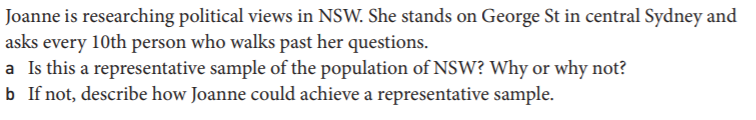 Joanne is researching political views in NSW. She stands on George St in central Sydney and
asks every 10th person who walks past her questions.
a Is this a representative sample of the population of NSW? Why or why not?
b If not, describe how Joanne could achieve a representative sample.